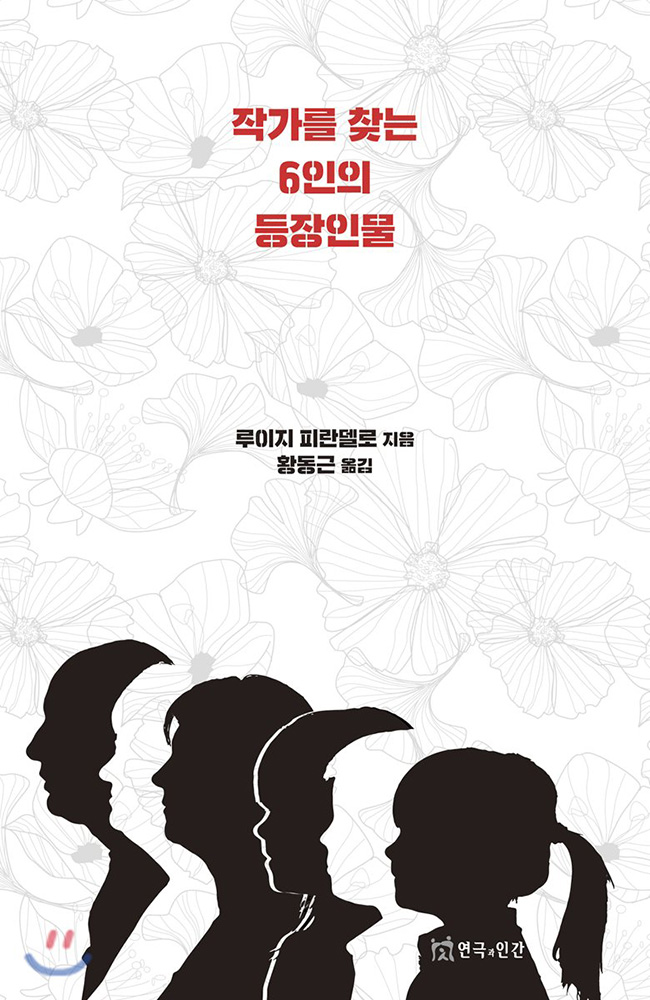 작가를 찾는
6인의
등장인물
루이지 피란델로 지음
황동근 옮김
연극과인간